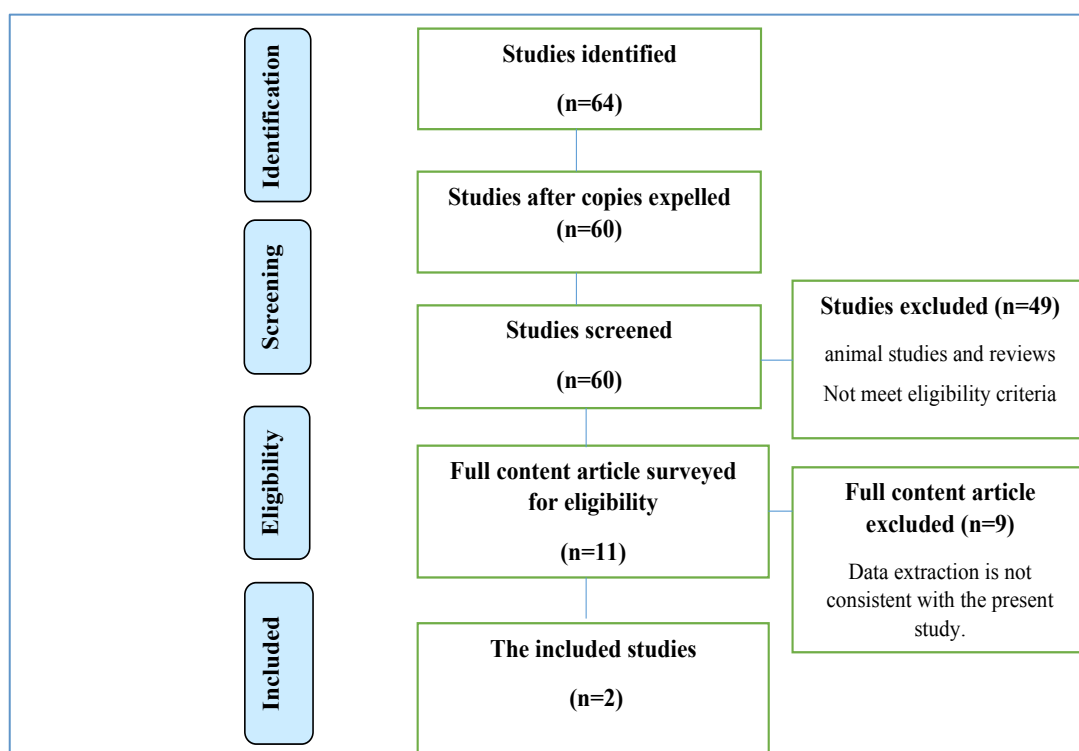 Identification
Studies identified
(n=64)
Studies after copies expelled
(n=60)
Screening
Studies screened
(n=60)
Studies excluded (n=49)
animal studies and reviews
Not meet eligibility criteria
Eligibility
Full content article surveyed
for eligibility
(n=11)
Full content article
excluded (n=9)
Data extraction is not
consistent with the present
study.
Included
The included studies
(n=2)